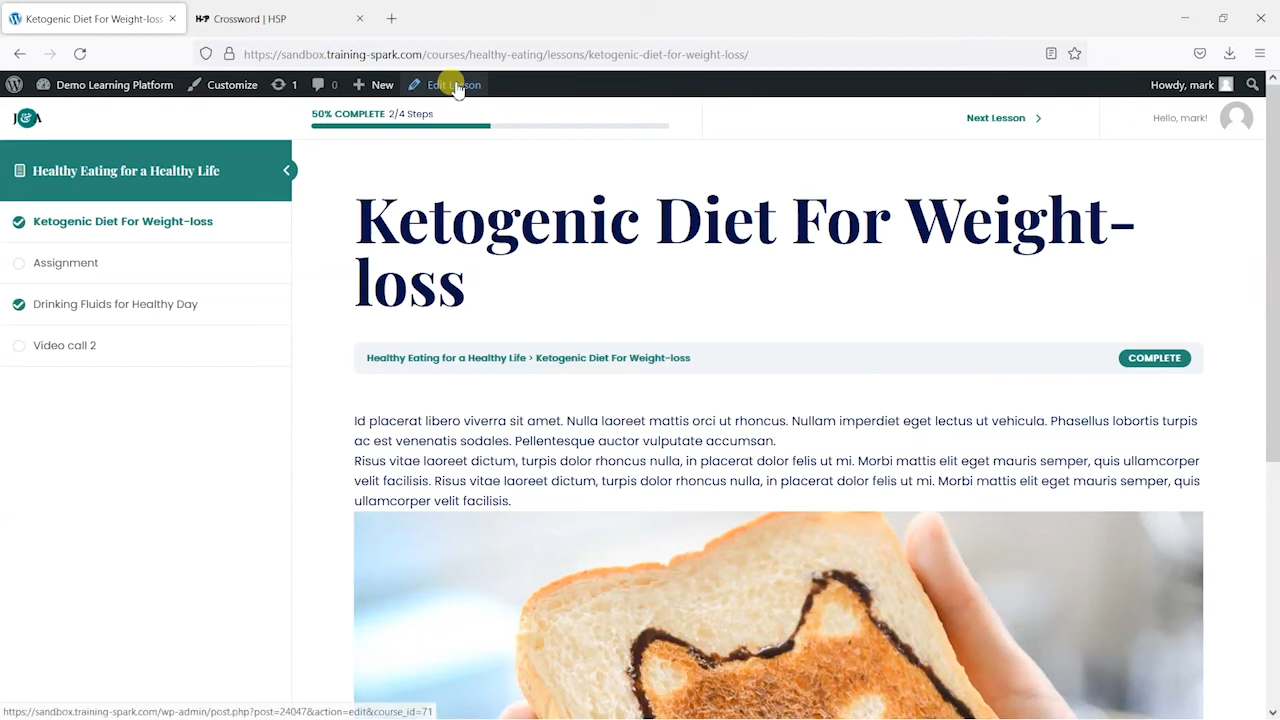 Ketogenic Diet For Weight-loss
H-P Crossword | H5P
https://sandbox.training-spark.com/courses/healthy-eating/lessons/ketogenic-diet-for-weight-loss/
Demo Learning Platform Customize 1 0 New Edit Lesson Howdy, mark
J&A
50% COMPLETE 2/4 Steps
Next Lesson
Hello, mark!
Healthy Eating for a Healthy Life
Ketogenic Diet For Weight-loss
Assignment
Drinking Fluids for Healthy Day
Video call 2
Ketogenic Diet For Weight-
loss
Healthy Eating for a Healthy Life > Ketogenic Diet For Weight-loss
COMPLETE
Id placerat libero viverra sit amet. Nulla laoreet mattis orci ut rhoncus. Nullam imperdiet eget lectus ut vehicula. Phasellus lobortis turpis
ac est venenatis sodales. Pellentesque auctor vulputate accumsan.
Risus vitae laoreet dictum, turpis dolor rhoncus nulla, in placerat dolor felis ut mi. Morbi mattis elit eget mauris semper, quis ullamcorper
velit facilisis. Risus vitae laoreet dictum, turpis dolor rhoncus nulla, in placerat dolor felis ut mi. Morbi mattis elit eget mauris semper, quis
ullamcorper velit facilisis.
https://sandbox.training-spark.com/wp-admin/post.php?post=24047&action=edit&course_id=71